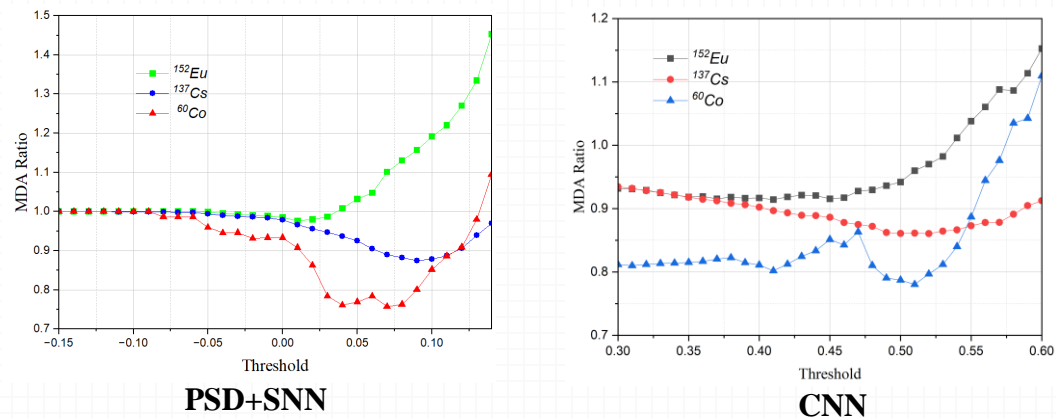 1.5
1.4
1.3
1.2
1.1
1.0
0.9
0.8
0.7
MDA Ratio
152Eu
137Cs
60Co
−0.15
−0.10
−0.05
0.00
0.05
0.10
Threshold
PSD+SNN
1.2
1.1
1.0
0.9
0.8
0.7
MDA Ratio
152Eu
137Cs
60Co
0.30
0.35
0.40
0.45
0.50
0.55
0.60
Threshold
CNN